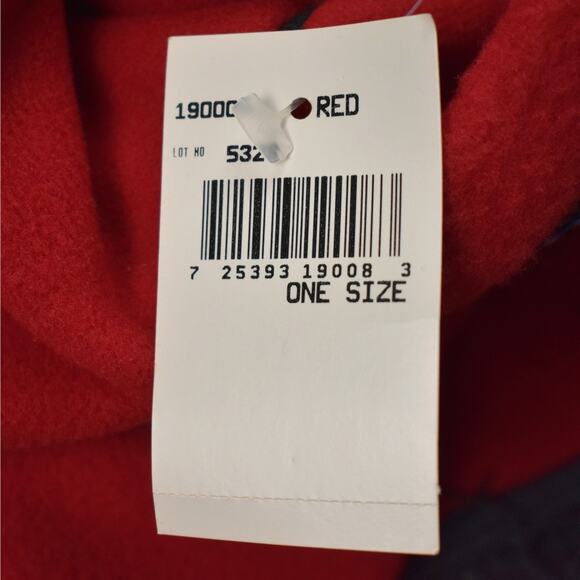 19000 RED
LOT NO 532
7 25393 19008 3
ONE SIZE